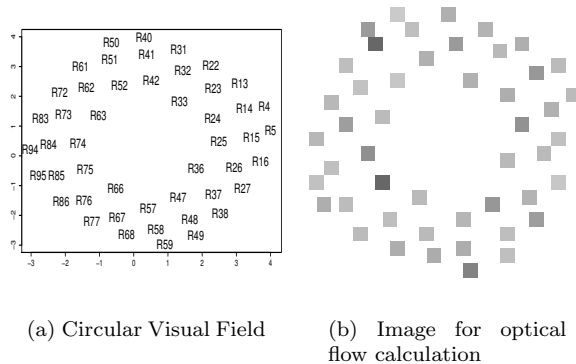 R50 R40
R51 R41 R31
R61 R32 R22
R72 R62 R52 R42 R23 R13
R83 R73 R63 R33 R24 R14 R4
R94 R84 R74 R25 R15 R5
R95 R85 R75 R36 R26 R16
R86 R76 R66 R47 R37 R27
R77 R67 R57 R48 R38
R68 R58 R59 R49
4
3
2
1
0
-1
-2
-3
-3 -2 -1 0 1 2 3 4
(a) Circular Visual Field
(b) Image for optical
flow calculation